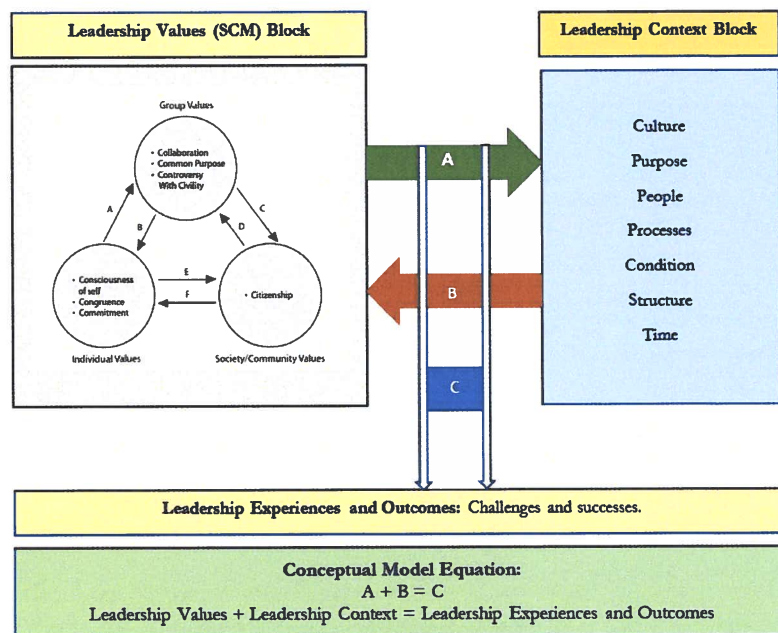 Leadership Values (SCM) Block
Leadership Context Block
Group Values
• Collaboration
• Common Purpose
• Controversy
With Civility
A
B
C
D
E
F
• Consciousness
of self
• Congruence
• Commitment
• Citizenship
Individual Values
Society/Community Values
A
B
C
Culture
Purpose
People
Processes
Condition
Structure
Time
Leadership Experiences and Outcomes: Challenges and successes.
Conceptual Model Equation:
A + B = C
Leadership Values + Leadership Context = Leadership Experiences and Outcomes